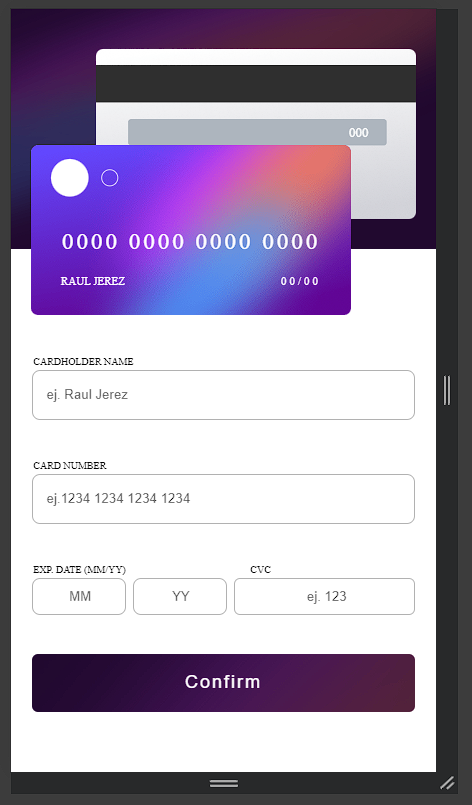 000
0000 0000 0000 0000
RAUL JEREZ 00/00
CARDHOLDER NAME
ej. Raul Jerez
CARD NUMBER
ej.1234 1234 1234 1234
EXP. DATE (MM/YY) CVC
MM YY ej. 123
Confirm